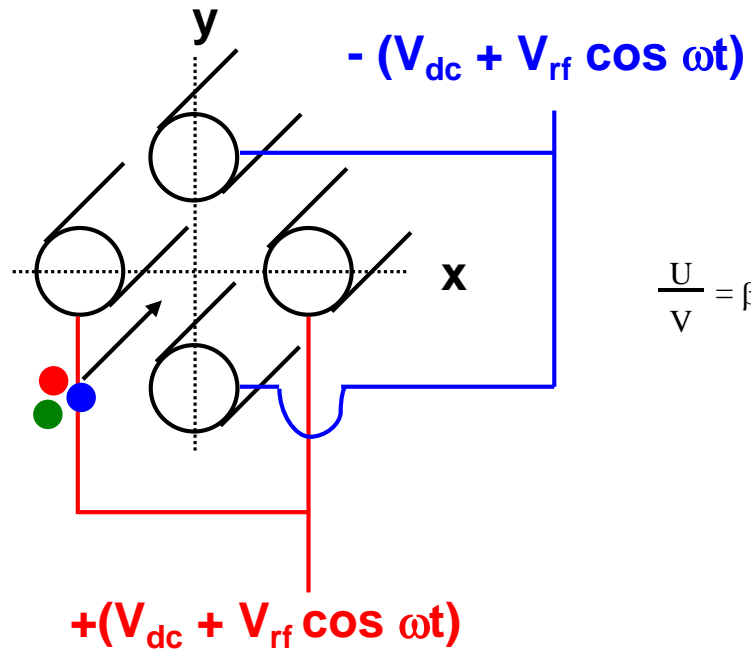 y
- (Vdc + Vrf cos ωt)
x
U
V
= β
+(Vdc + Vrf cos ωt)